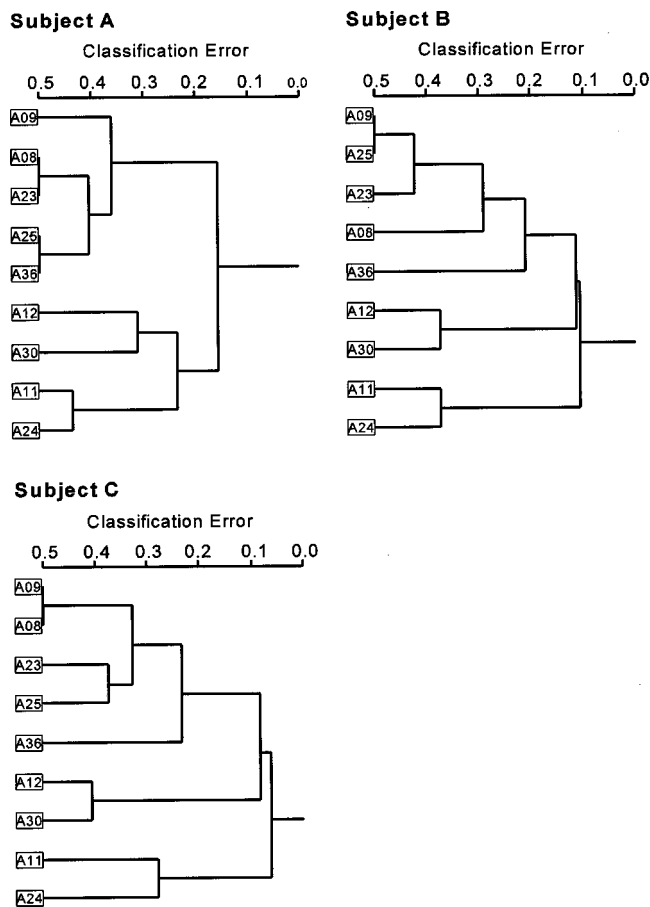 Subject A
Classification Error
0.5 0.4 0.3 0.2 0.1 0.0
A09
A08
A23
A25
A36
A12
A30
A11
A24
Subject B
Classification Error
0.5 0.4 0.3 0.2 0.1 0.0
A09
A25
A23
A08
A36
A12
A30
A11
A24
Subject C
Classification Error
0.5 0.4 0.3 0.2 0.1 0.0
A09
A08
A23
A25
A36
A12
A30
A11
A24